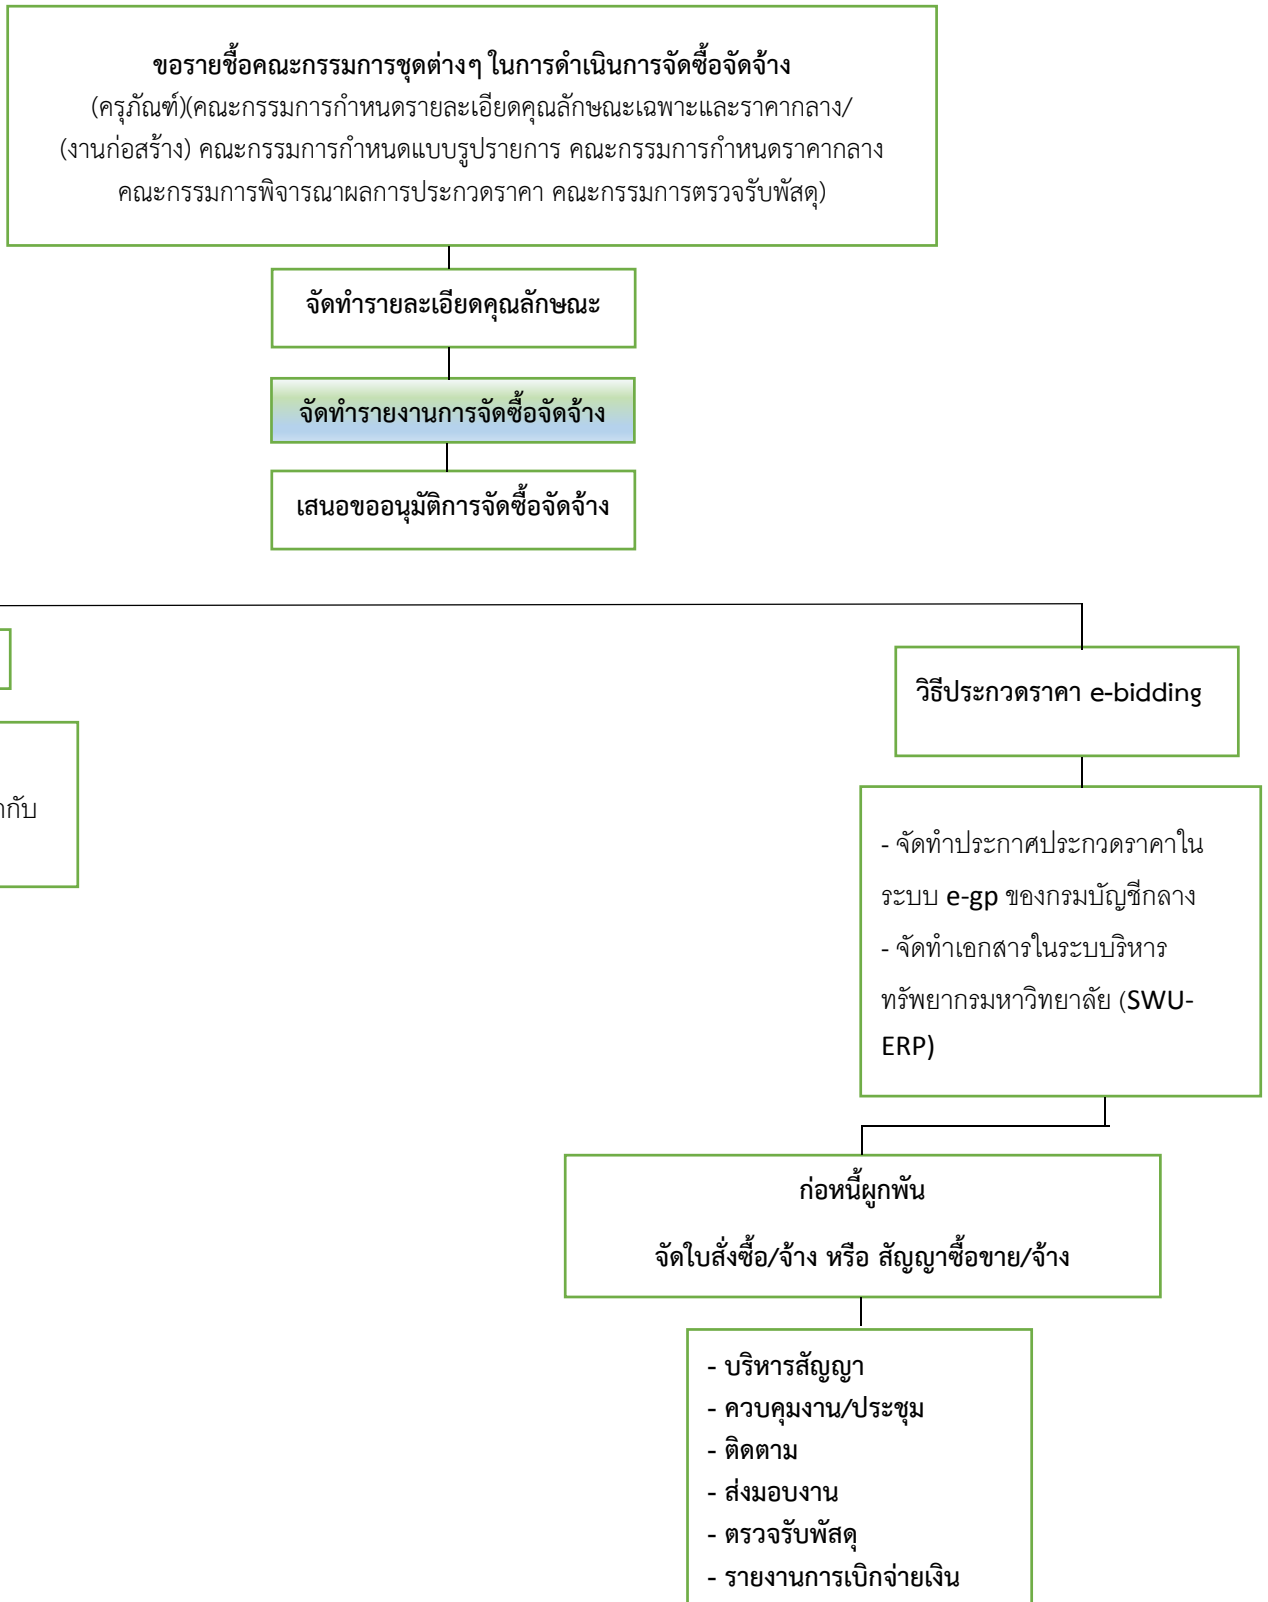 ขอรายชื้อคณะกรรมการชุดต่างๆ ในการดำเนินการจัดซื้อจัดจ้าง
(ครุภัณฑ์)(คณะกรรมการกำหนดรายละเอียดคุณลักษณะเฉพาะและราคากลาง/
(งานก่อสร้าง) คณะกรรมการกำหนดแบบรูปรายการ คณะกรรมการกำหนดราคากลาง
คณะกรรมการพิจารณาผลการประกวดราคา คณะกรรมการตรวจรับพัสดุ)
จัดทำรายละเอียดคุณลักษณะ
จัดทำรายงานการจัดซื้อจัดจ้าง
เสนอขออนุมัติการจัดซื้อจัดจ้าง
วิธีประกวดราคา e-bidding
- จัดทำประกาศประกวดราคาใน
ระบบ e-gp ของกรมบัญชีกลาง
- จัดทำเอกสารในระบบบริหาร
ทรัพยากรมหาวิทยาลัย (SWU-
ERP)
ก่อหนี้ผูกพัน
จัดใบสั่งซื้อ/จ้าง หรือ สัญญาซื้อขาย/จ้าง
- บริหารสัญญา
- ควบคุมงาน/ประชุม
- ติดตาม
- ส่งมอบงาน
- ตรวจรับพัสดุ
- รายงานการเบิกจ่ายเงิน